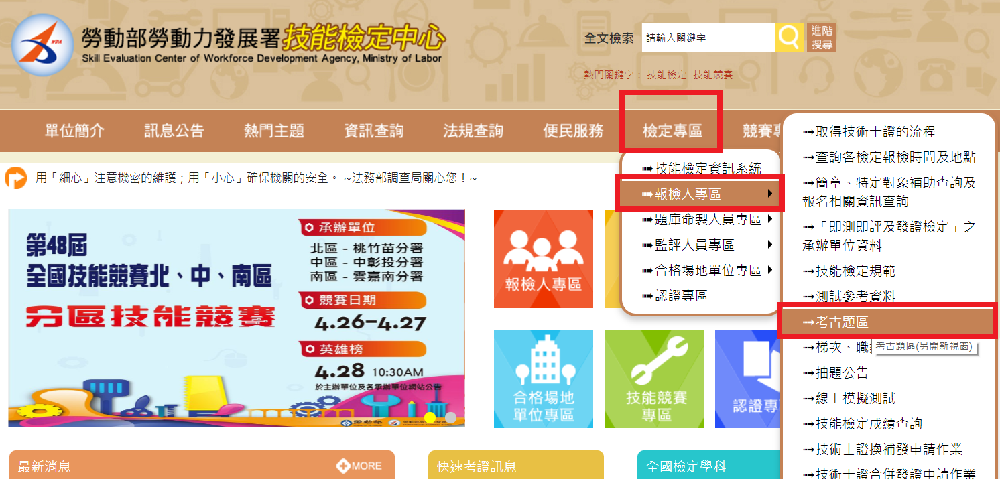 勞動部勞動力發展署技能檢定中心
Skill Evaluation Center of Workforce Development Agency, Ministry of Labor
WDA
全文檢索
請輸入關鍵字
進階
搜尋
熱門關鍵字： 技能檢定 技能競賽
單位簡介 訊息公告 熱門主題 資訊查詢 法規查詢 便民服務 檢定專區 競賽專
用「細心」注意機密的維護；用「小心」確保機關的安全。 ~法務部調查局關心您！~
➟技能檢定資訊系統
➟報檢人專區
➟題庫命製人員專區
➟監評人員專區
➟合格場地單位專區
➟認證專區
→取得技術士證的流程
→查詢各檢定報檢時間及地點
→簡章、特定對象補助查詢及
報名相關資訊查詢
→「即測即評及發證檢定」之
承辦單位資料
→技能檢定規範
→測試參考資料
→考古題區
→梯次、職
考古題區(另開新視窗)
→抽題公告
→線上模擬測試
→技能檢定成績查詢
→技術士證換補發申請作業
→技術士證合併發證申請作業
第48屆
全國技能競賽北、中、南區
分區技能競賽
承辦單位
北區 - 桃竹苗分署
中區 - 中彰投分署
南區 - 雲嘉南分署
競賽日期
4.26-4.27
英雄榜
4.28 10:30AM
於主辦單位及各承辦單位網站公告
勞動部
報檢人專區
合格場地
單位專區
技能競賽
專區
認證專
最新消息
MORE
快速考證訊息
全國檢定學科